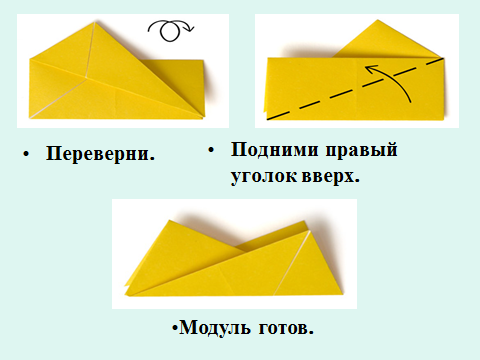 • Переверни.
• Подними правый
уголок вверх.
•Модуль готов.